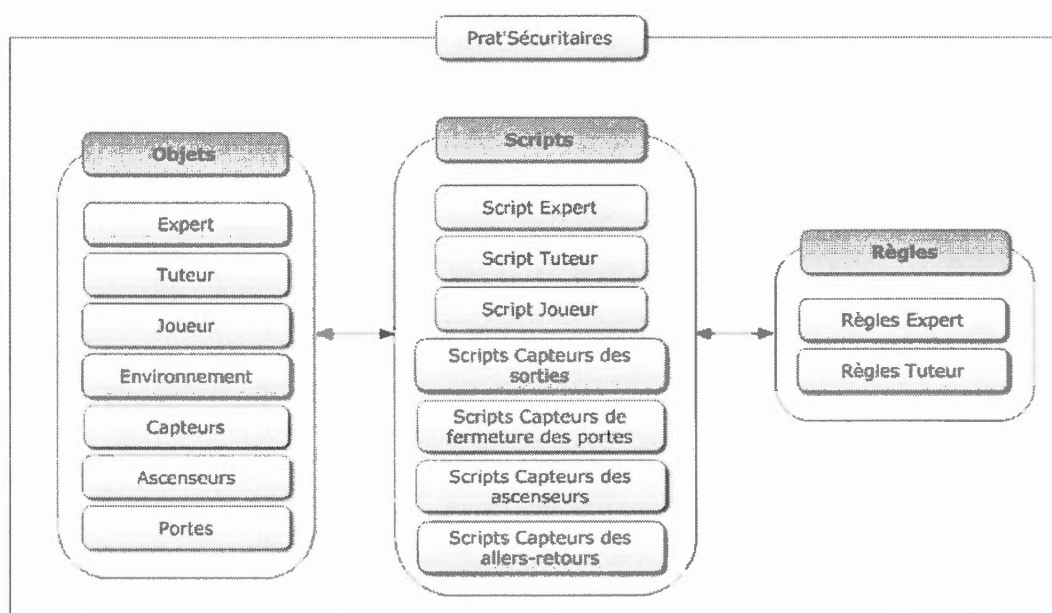 Prat'Sécuritaires
Objets
Expert
Tuteur
Joueur
Environnement
Capteurs
Ascenseurs
Portes
Scripts
Script Expert
Script Tuteur
Script Joueur
Scripts Capteurs des
sorties
Scripts Capteurs de
fermeture des portes
Scripts Capteurs des
ascenseurs
Scripts Capteurs des
allers-retours
Règles
Règles Expert
Règles Tuteur